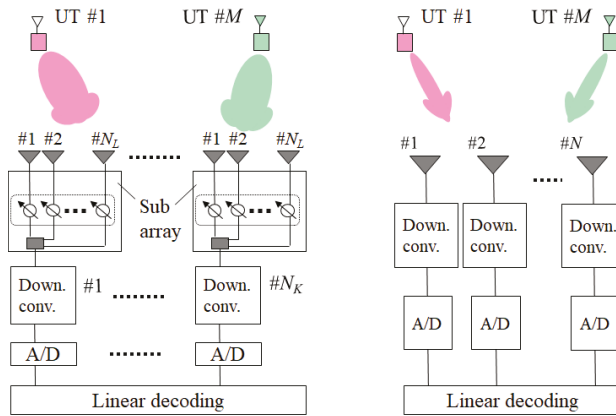 UT #1 UT #M UT #1 UT #M
#1 #2 #N_L #1 #2 #N_L #1 #2 #N
Sub
array
Down.
conv.
#1
Down.
conv.
#N_K
Down.
conv.
Down.
conv.
Down.
conv.
A/D A/D A/D A/D A/D
Linear decoding Linear decoding